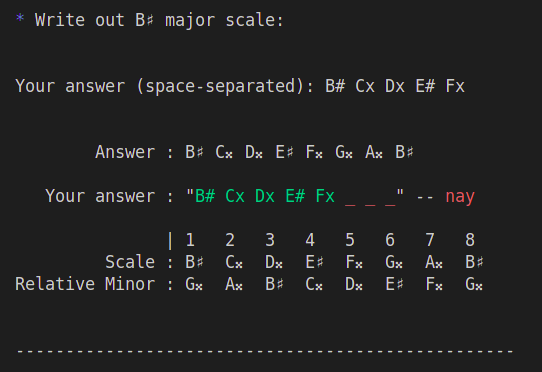 * Write out B♯ major scale:
Your answer (space-separated): B# Cx Dx E# Fx
Answer : B♯ C𝄪 D𝄪 E♯ F𝄪 G𝄪 A𝄪 B♯
Your answer : "B# Cx Dx E# Fx _ _ _" -- nay
| 1 2 3 4 5 6 7 8
Scale : B♯ C𝄪 D𝄪 E♯ F𝄪 G𝄪 A𝄪 B♯
Relative Minor : G𝄪 A𝄪 B♯ C𝄪 D𝄪 E♯ F𝄪 G𝄪
--------------------------------------------------